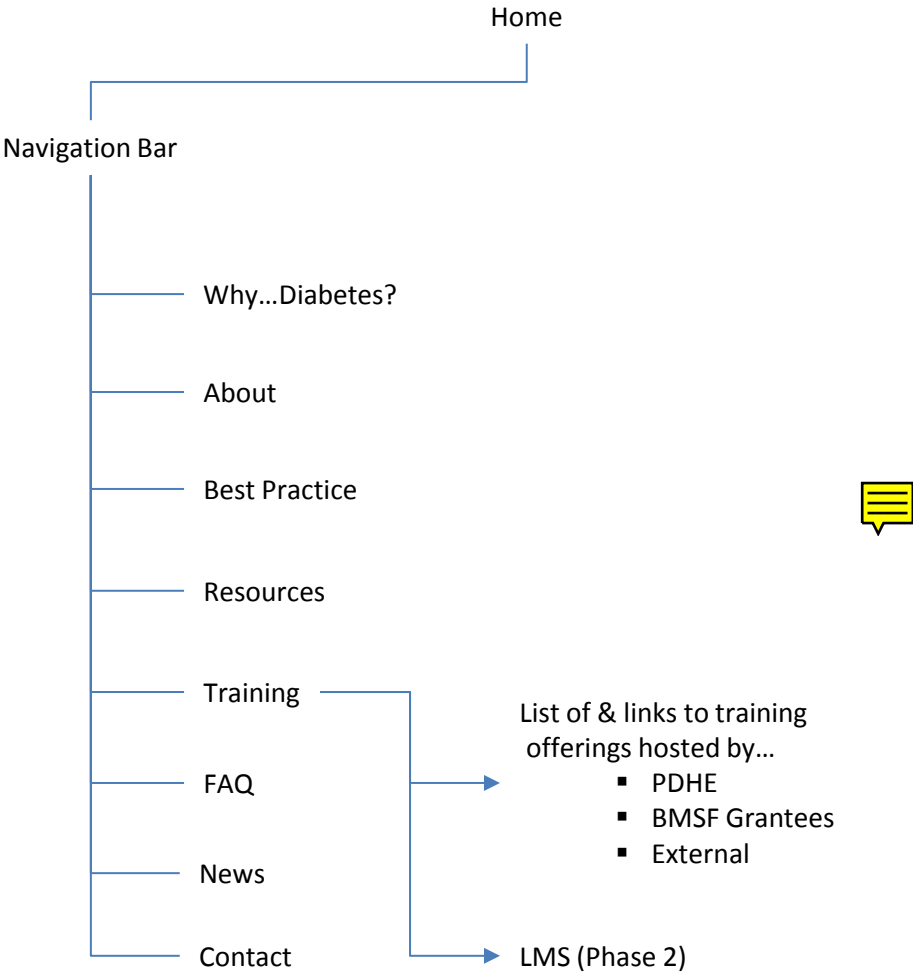 Home
Navigation Bar
Why…Diabetes?
About
Best Practice
Resources
Training
List of & links to training
offerings hosted by…
▪ PDHE
▪ BMSF Grantees
▪ External
FAQ
News
Contact
LMS (Phase 2)